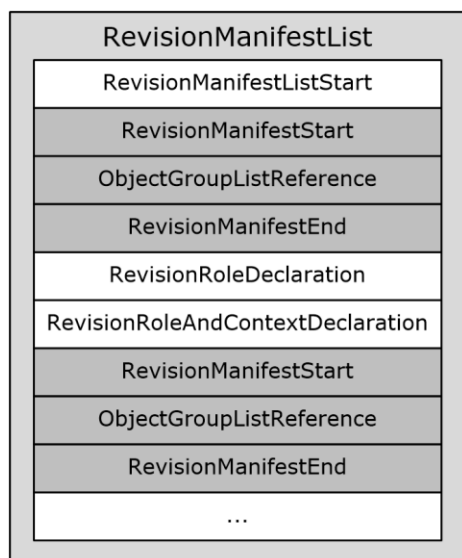 RevisionManifestList
RevisionManifestListStart
RevisionManifestStart
ObjectGroupListReference
RevisionManifestEnd
RevisionRoleDeclaration
RevisionRoleAndContextDeclaration
RevisionManifestStart
ObjectGroupListReference
RevisionManifestEnd
...